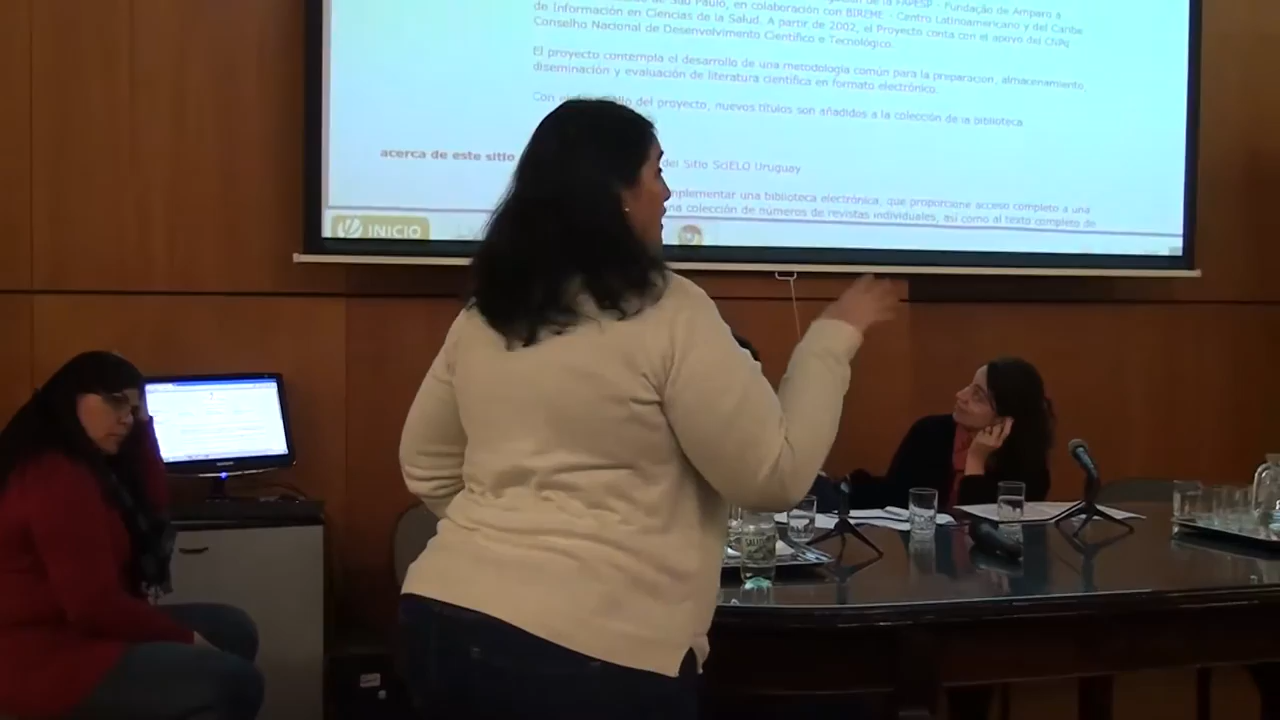 de São Paulo, en colaboración con BIREME - Centro Latinoamericano y del Caribe
de Información en Ciencias de la Salud. A partir de 2002, el Proyecto conta con el apoyo del CNPq
Conselho Nacional de Desenvolvimento Científico e Tecnológico.
El proyecto contempla el desarrollo de una metodología común para la preparación, almacenamiento,
diseminación y evaluación de literatura científica en formato electrónico.
Con del proyecto, nuevos títulos son añadidos a la colección de la biblioteca
acerca de este sitio del Sitio SciELO Uruguay
implementar una biblioteca electrónica, que proporcione acceso completo a una
una colección de números de revistas individuales, así como al texto completo de
INICIO